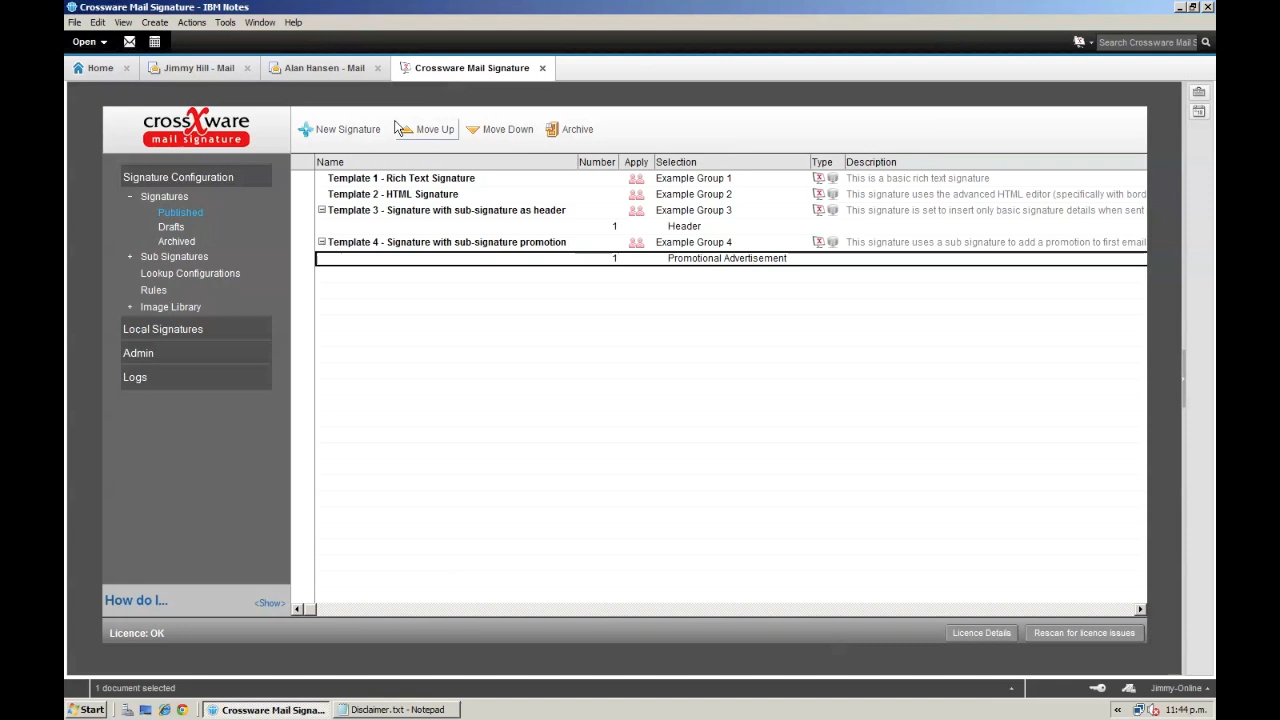 Crossware Mail Signature - IBM Notes
File Edit View Create Actions Tools Window Help
Open
Search Crossware Mail S
Home
Jimmy Hill - Mail
Alan Hansen - Mail
Crossware Mail Signature
crossXware
mail signature
New Signature
Move Up
Move Down
Archive
Name Number Apply Selection Type Description
Signature Configuration
Signatures
Published
Drafts
Archived
Sub Signatures
Lookup Configurations
Rules
Image Library
Local Signatures
Admin
Logs
Template 1 - Rich Text Signature Example Group 1 This is a basic rich text signature
Template 2 - HTML Signature Example Group 2 This signature uses the advanced HTML editor (specifically with bord
Template 3 - Signature with sub-signature as header Example Group 3 This signature is set to insert only basic signature details when sent
1 Header
Template 4 - Signature with sub-signature promotion Example Group 4 This signature uses a sub signature to add a promotion to first email
1 Promotional Advertisement
How do I... <Show>
Licence: OK
Licence Details
Rescan for licence issues
1 document selected
Jimmy-Online
Start
Crossware Mail Signa...
Disclaimer.txt - Notepad
«
11:44 p.m.